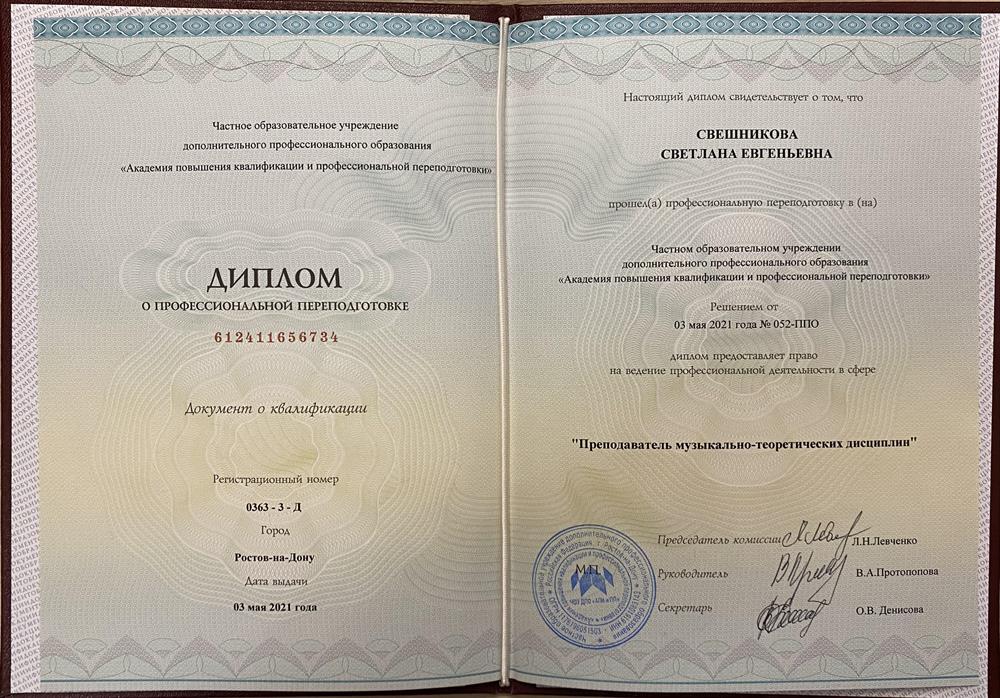 Частное образовательное учреждение
дополнительного профессионального образования
«Академия повышения квалификации и профессиональной переподготовки»
ДИПЛОМ
О ПРОФЕССИОНАЛЬНОЙ ПЕРЕПОДГОТОВКЕ
612411656734
Документ о квалификации
Регистрационный номер
0363 - 3 - Д
Город
Ростов-на-Дону
Дата выдачи
03 мая 2021 года
Настоящий диплом свидетельствует о том, что
СВЕШНИКОВА
СВЕТЛАНА ЕВГЕНЬЕВНА
прошел(а) профессиональную переподготовку в (на)
Частном образовательном учреждении
дополнительного профессионального образования
«Академия повышения квалификации и профессиональной переподготовки»
Решением от
03 мая 2021 года № 052-ППО
диплом предоставляет право
на ведение профессиональной деятельности в сфере
"Преподаватель музыкально-теоретических дисциплин"
Председатель комиссии Л.Н.Левченко
М.П.
Руководитель В.А.Протопопова
Секретарь О.В. Денисова